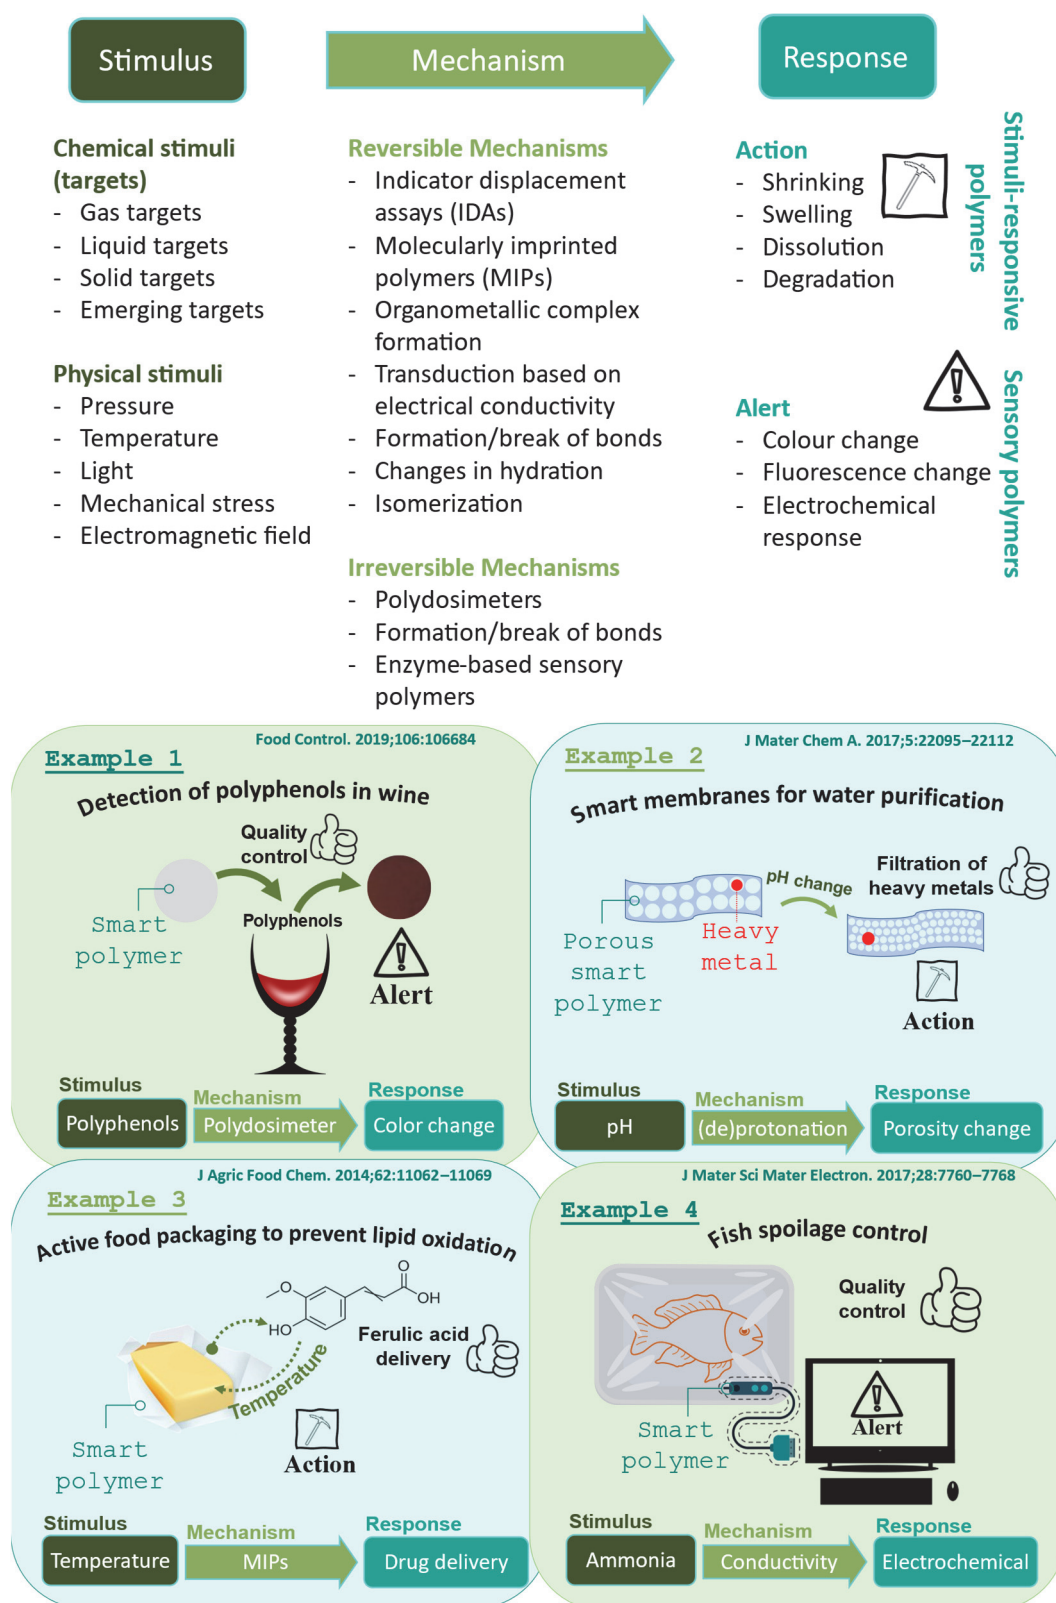 Stimulus
Mechanism
Response
Chemical stimuli
(targets)
- Gas targets
- Liquid targets
- Solid targets
- Emerging targets
Physical stimuli
- Pressure
- Temperature
- Light
- Mechanical stress
- Electromagnetic field
Reversible Mechanisms
- Indicator displacement
assays (IDAs)
- Molecularly imprinted
polymers (MIPs)
- Organometallic complex
formation
- Transduction based on
electrical conductivity
- Formation/break of bonds
- Changes in hydration
- Isomerization
Irreversible Mechanisms
- Polydosimeters
- Formation/break of bonds
- Enzyme-based sensory
polymers
Action
- Shrinking
- Swelling
- Dissolution
- Degradation
Stimuli-responsive
polymers
Alert
- Colour change
- Fluorescence change
- Electrochemical
response
Sensory polymers
Food Control. 2019;106:106684
Example 1
Detection of polyphenols in wine
Quality
control
Polyphenols
Smart
polymer
Alert
Stimulus
Mechanism
Response
Polyphenols
Polydosimeter
Color change
J Mater Chem A. 2017;5:22095–22112
Example 2
Smart membranes for water purification
Filtration of
heavy metals
pH change
Porous
smart
polymer
Heavy
metal
Action
Stimulus
Mechanism
Response
pH
(de)protonation
Porosity change
J Agric Food Chem. 2014;62:11062–11069
Example 3
Active food packaging to prevent lipid oxidation
O
O
OH
HO
Ferulic acid
delivery
Temperature
Smart
polymer
Action
Stimulus
Mechanism
Response
Temperature
MIPs
Drug delivery
J Mater Sci Mater Electron. 2017;28:7760–7768
Example 4
Fish spoilage control
Quality
control
Smart
polymer
Alert
Stimulus
Mechanism
Response
Ammonia
Conductivity
Electrochemical